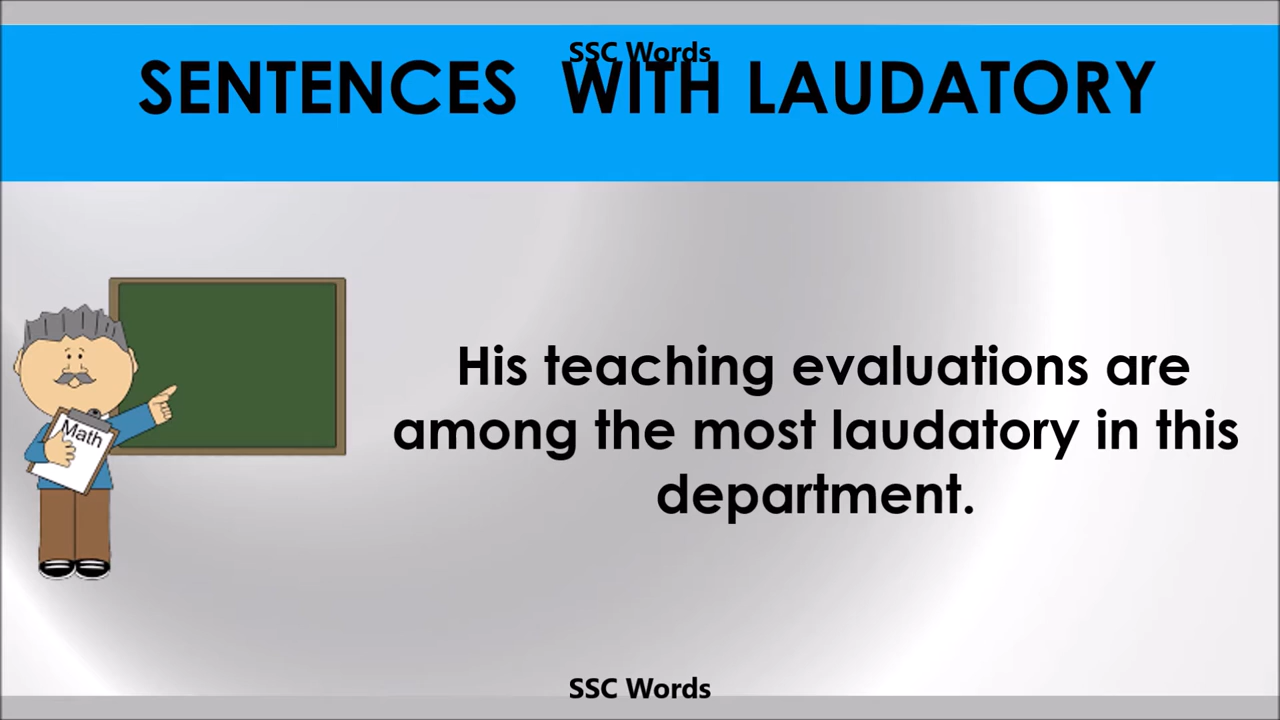 SSC Words
SENTENCES WITH LAUDATORY
Math
His teaching evaluations are
among the most laudatory in this
department.
SSC Words